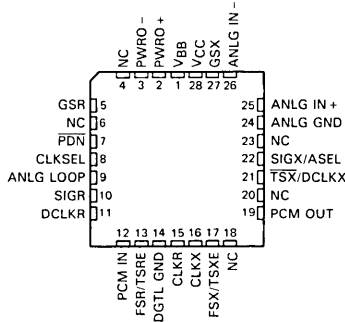 NC
PWRO -
PWRO +
VBB
VCC
GSX
ANLG IN -
4 3 2 1 28 27 26
GSR 5
NC 6
PDN 7
CLKSEL 8
ANLG LOOP 9
SIGR 10
DCLKR 11
25 ANLG IN +
24 ANLG GND
23 NC
22 SIGX/ASEL
21 TSX/DCLKX
20 NC
19 PCM OUT
12 13 14 15 16 17 18
PCM IN
FSR/TSRE
DGTL GND
CLKR
CLKX
FSX/TSXE
NC